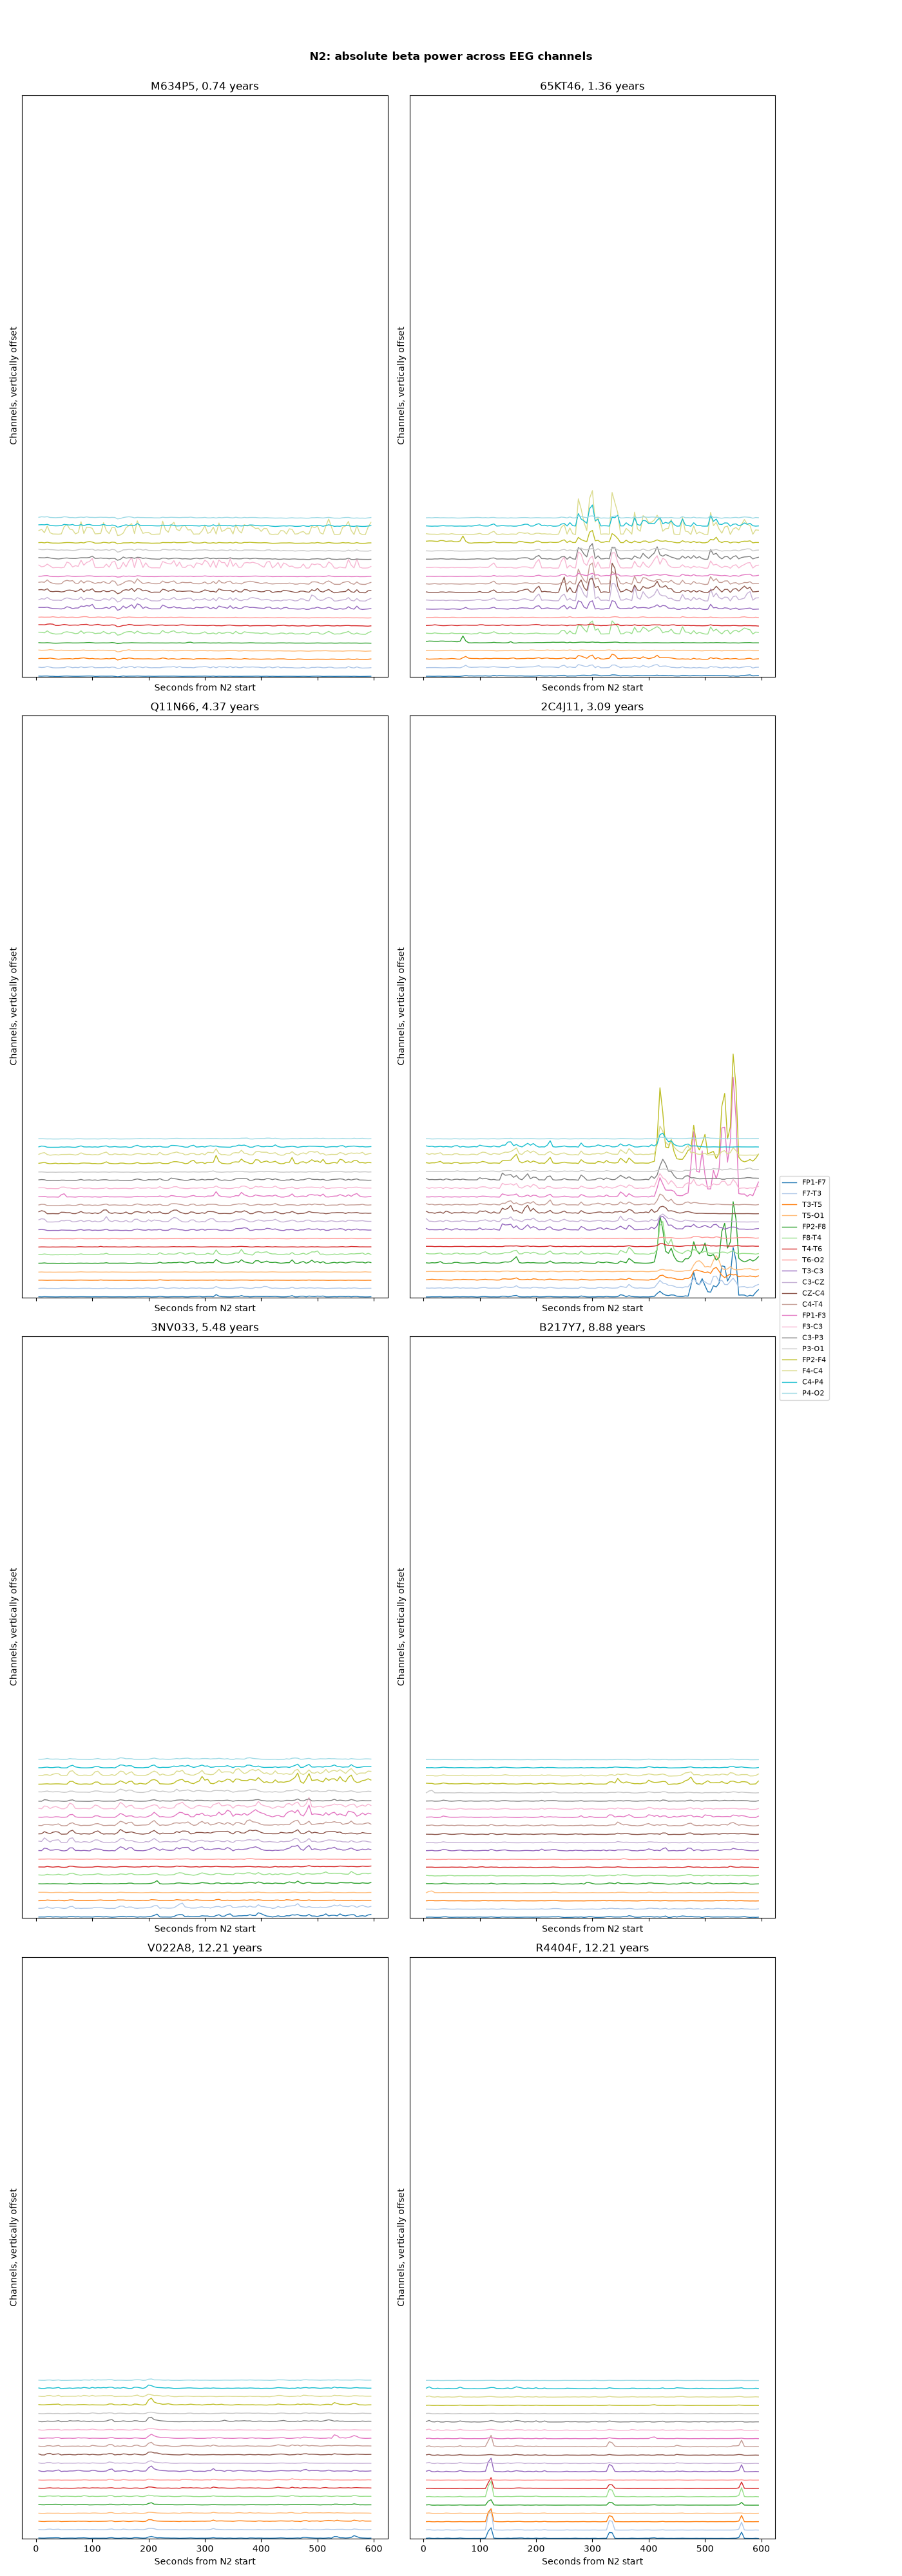 N2: absolute beta power across EEG channels
M634P5, 0.74 years
65KT46, 1.36 years
Channels, vertically offset
Channels, vertically offset
Seconds from N2 start
Seconds from N2 start
Q11N66, 4.37 years
2C4J11, 3.09 years
Channels, vertically offset
Channels, vertically offset
Seconds from N2 start
Seconds from N2 start
FP1-F7
F7-T3
T3-T5
T5-O1
FP2-F8
F8-T4
T4-T6
T6-O2
T3-C3
C3-CZ
CZ-C4
C4-T4
FP1-F3
F3-C3
C3-P3
P3-O1
FP2-F4
F4-C4
C4-P4
P4-O2
3NV033, 5.48 years
B217Y7, 8.88 years
Channels, vertically offset
Channels, vertically offset
Seconds from N2 start
Seconds from N2 start
V022A8, 12.21 years
R4404F, 12.21 years
Channels, vertically offset
Channels, vertically offset
0 100 200 300 400 500 600
0 100 200 300 400 500 600
Seconds from N2 start
Seconds from N2 start